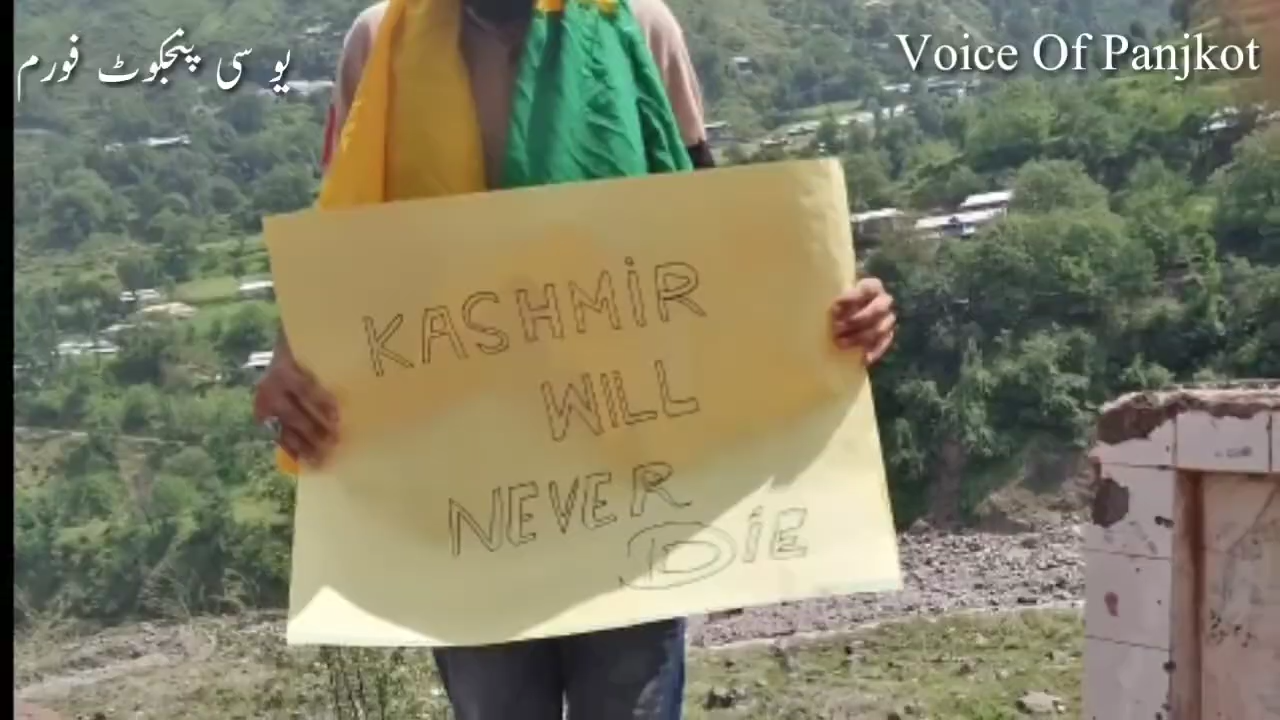 یو سی پنجکوٹ فورم
Voice Of Panjkot
KASHMiR
WILL
NEVER
DiE